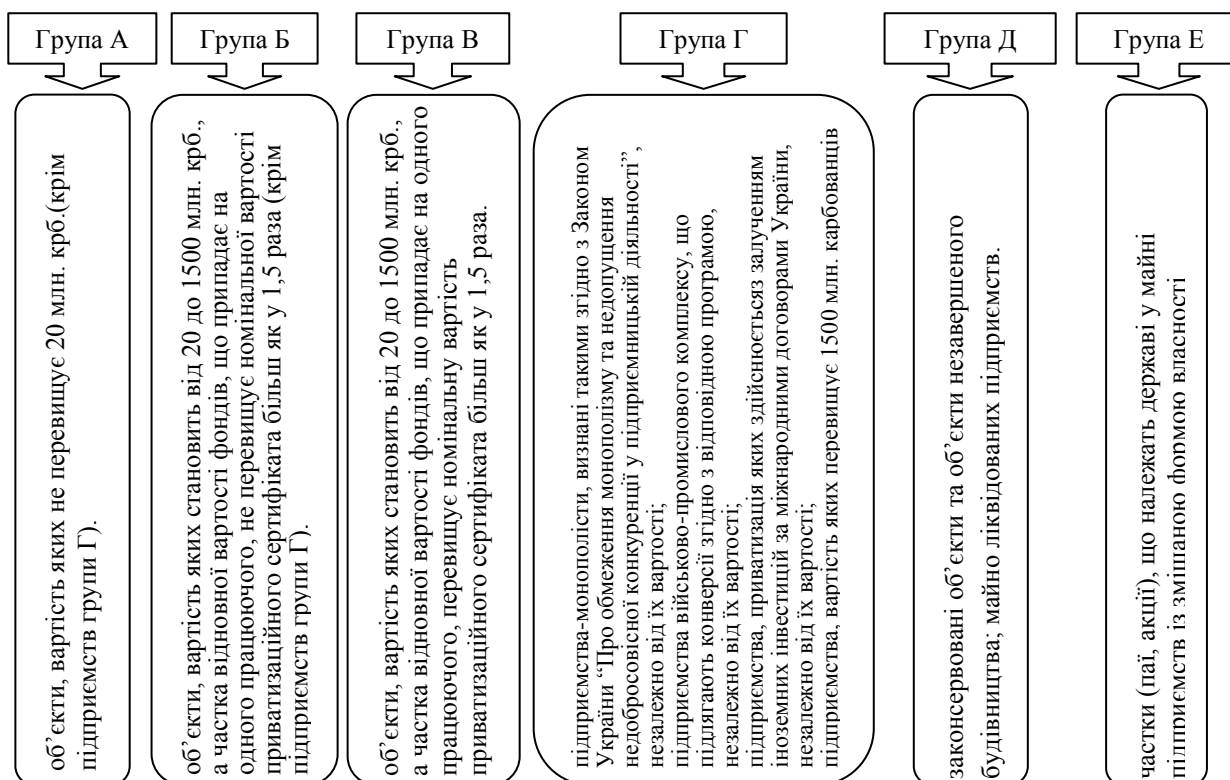 Група А
об’єкти, вартість яких не перевищує 20 млн. крб.(крім
підприємств групи Г).
Група Б
об’єкти, вартість яких становить від 20 до 1500 млн. крб.,
а частка відновної вартості фондів, що припадає на
одного працюючого, не перевищує номінальної вартості
приватизаційного сертифіката більш як у 1,5 раза (крім
підприємств групи Г).
Група В
об’єкти, вартість яких становить від 20 до 1500 млн. крб.,
а частка відновної вартості фондів, що припадає на одного
працюючого, перевищує номінальну вартість
приватизаційного сертифіката більш як у 1,5 раза.
Група Г
підприємства-монополісти, визнані такими згідно з Законом
України “Про обмеження монополізму та недопущення
недобросовісної конкуренції у підприємницькій діяльності”,
незалежно від їх вартості;
підприємства військово-промислового комплексу, що
підлягають конверсії згідно з відповідною програмою,
незалежно від їх вартості;
підприємства, приватизація яких здійснюєтьсяз залученням
іноземних інвестицій за міжнародними договорами України,
незалежно від їх вартості;
підприємства, вартість яких перевищує 1500 млн. карбованців
Група Д
законсервовані об’єкти та об’єкти незавершеного
будівництва; майно ліквідованих підприємств.
Група Е
частки (паї, акції), що належать державі у майні
підприємств із змішаною формою власності